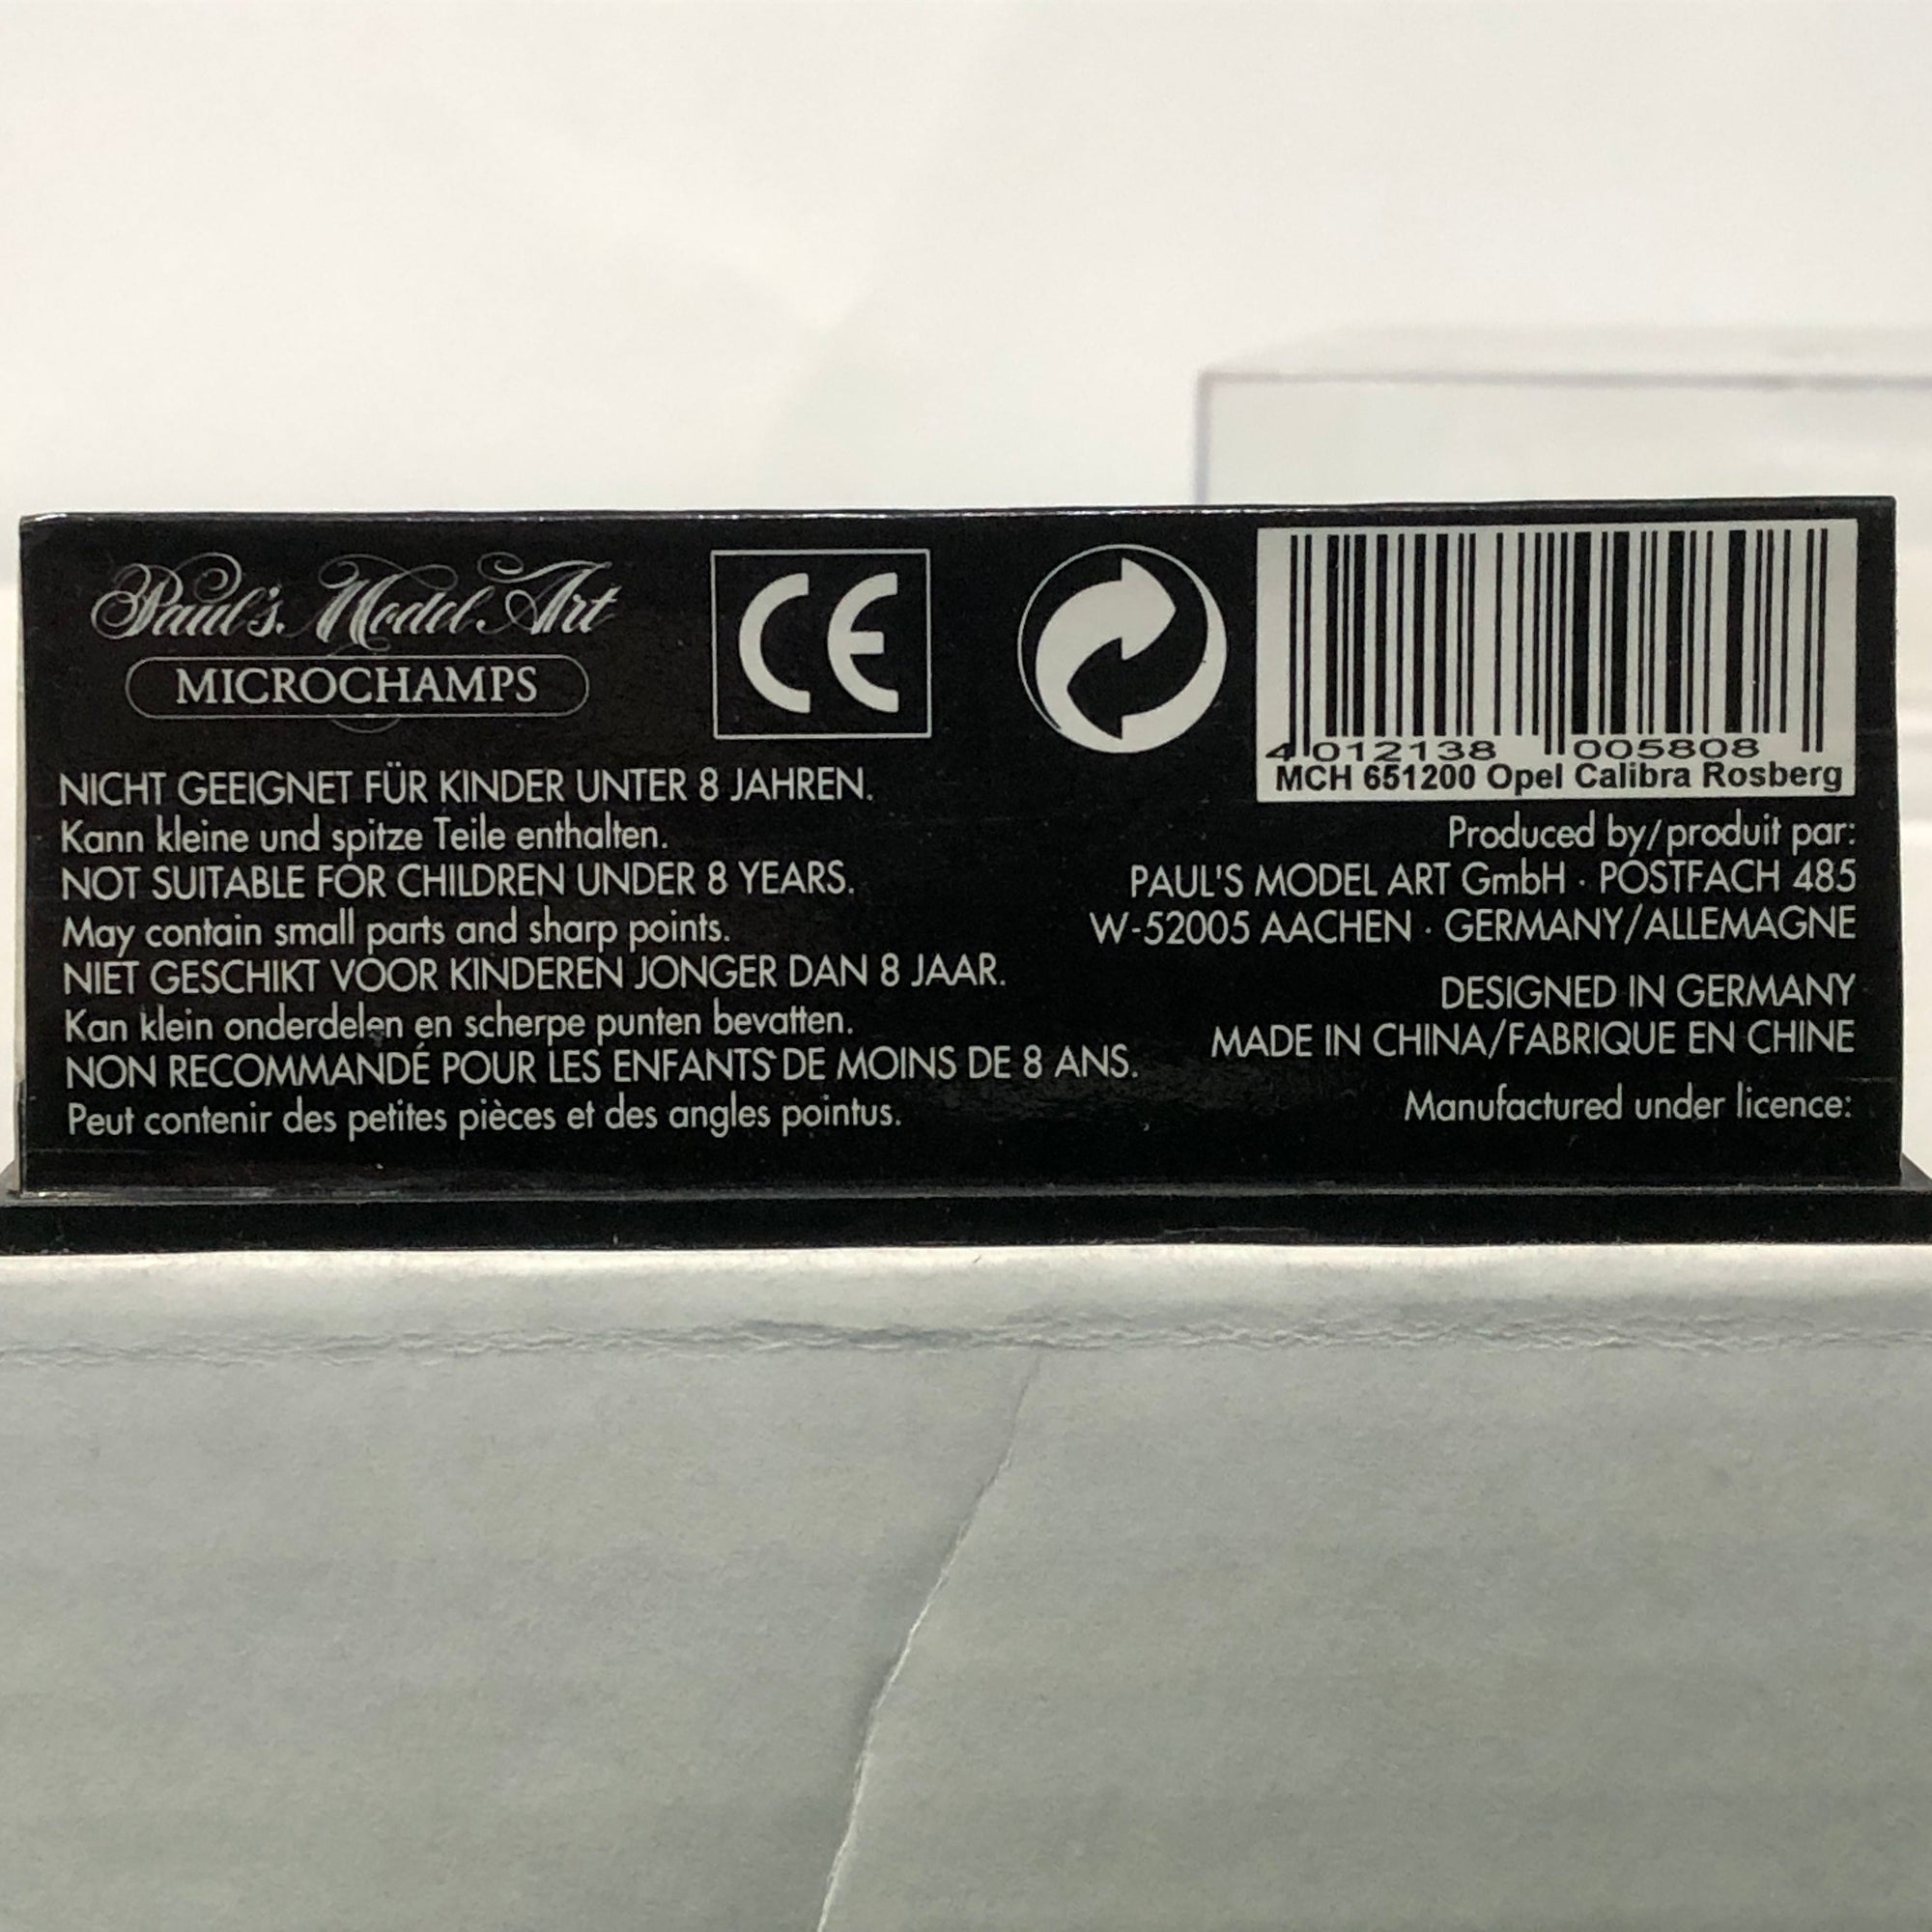 Paul's Model Art
MICROCHAMPS
CE
NICHT GEEIGNET FÜR KINDER UNTER 8 JAHREN.
Kann kleine und spitze Teile enthalten.
NOT SUITABLE FOR CHILDREN UNDER 8 YEARS.
May contain small parts and sharp points.
NIET GESCHIKT VOOR KINDEREN JONGER DAN 8 JAAR.
Kan klein onderdelen en scherpe punten bevatten.
NON RECOMMANDÉ POUR LES ENFANTS DE MOINS DE 8 ANS.
Peut contenir des petites pièces et des angles pointus.
4 012138 005808
MCH 651200 Opel Calibra Rosberg
Produced by/produit par:
PAUL'S MODEL ART GmbH · POSTFACH 485
W-52005 AACHEN · GERMANY/ALLEMAGNE
DESIGNED IN GERMANY
MADE IN CHINA/FABRIQUE EN CHINE
Manufactured under licence: